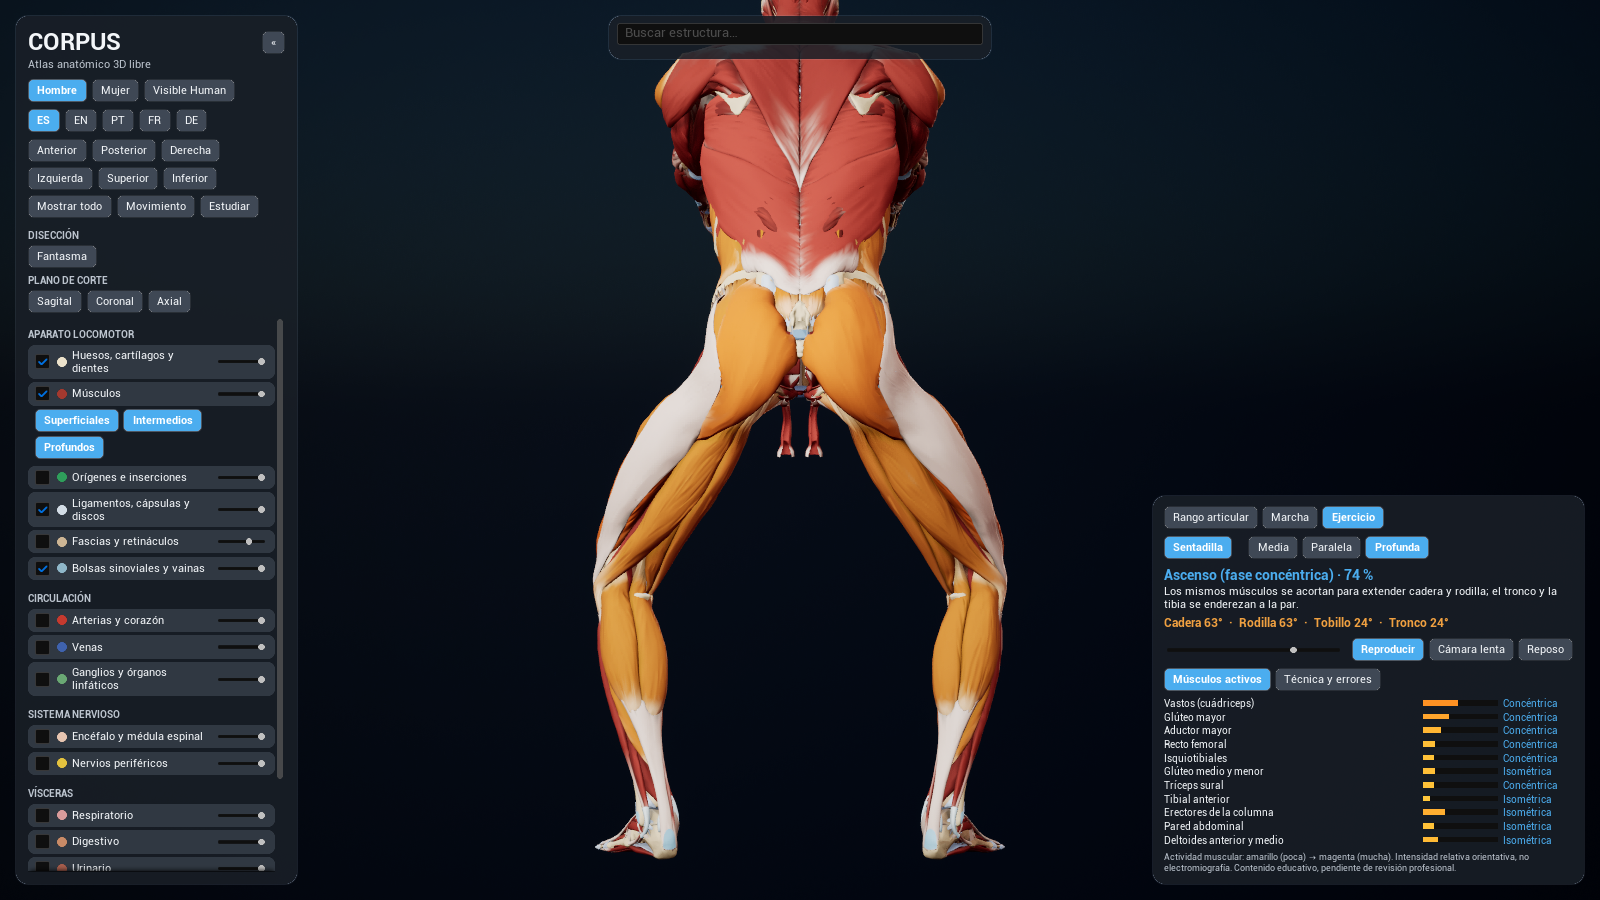 CORPUS
«
Atlas anatómico 3D libre
Hombre Mujer Visible Human
ES EN PT FR DE
Anterior Posterior Derecha
Izquierda Superior Inferior
Mostrar todo Movimiento Estudiar
DISECCIÓN
Fantasma
PLANO DE CORTE
Sagital Coronal Axial
APARATO LOCOMOTOR
Huesos, cartílagos y
dientes
Músculos
Superficiales Intermedios
Profundos
Orígenes e inserciones
Ligamentos, cápsulas y
discos
Fascias y retináculos
Bolsas sinoviales y vainas
CIRCULACIÓN
Arterias y corazón
Venas
Ganglios y órganos
linfáticos
SISTEMA NERVIOSO
Encéfalo y médula espinal
Nervios periféricos
VÍSCERAS
Respiratorio
Digestivo
Urinario
Buscar estructura...
Rango articular Marcha Ejercicio
Sentadilla Media Paralela Profunda
Ascenso (fase concéntrica) · 74 %
Los mismos músculos se acortan para extender cadera y rodilla; el tronco y la
tibia se enderezan a la par.
Cadera 63° · Rodilla 63° · Tobillo 24° · Tronco 24°
Reproducir Cámara lenta Reposo
Músculos activos Técnica y errores
Vastos (cuádriceps) Concéntrica
Glúteo mayor Concéntrica
Aductor mayor Concéntrica
Recto femoral Concéntrica
Isquiotibiales Concéntrica
Glúteo medio y menor Isométrica
Tríceps sural Concéntrica
Tibial anterior Isométrica
Erectores de la columna Isométrica
Pared abdominal Isométrica
Deltoides anterior y medio Isométrica
Actividad muscular: amarillo (poca) → magenta (mucha). Intensidad relativa orientativa, no
electromiografía. Contenido educativo, pendiente de revisión profesional.